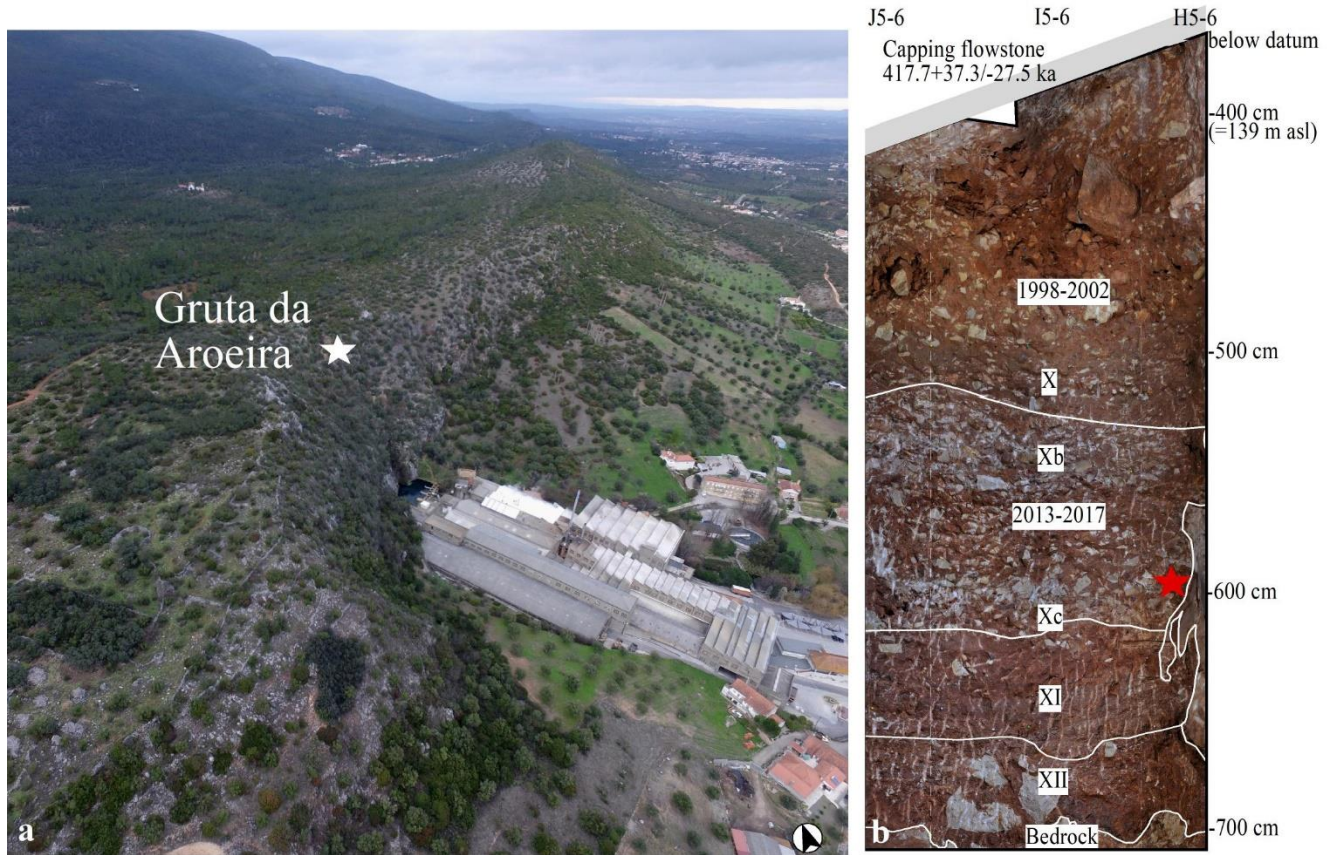 Gruta da
Aroeira
a
J5-6
I5-6
H5-6
Capping flowstone
417.7+37.3/-27.5 ka
below datum
-400 cm
(=139 m asl)
1998-2002
-500 cm
X
Xb
2013-2017
-600 cm
Xc
XI
XII
Bedrock
-700 cm
b